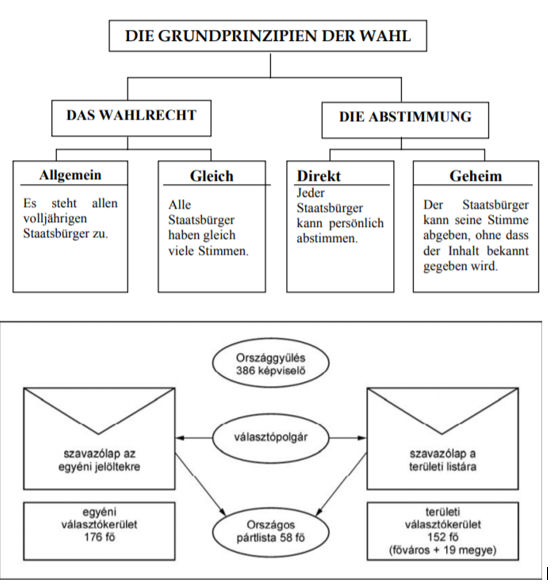 DIE GRUNDPRINZIPIEN DER WAHL
DAS WAHLRECHT
DIE ABSTIMMUNG
Allgemein
Es steht allen
volljährigen
Staatsbürger zu.
Gleich
Alle
Staatsbürger
haben gleich
viele Stimmen.
Direkt
Jeder
Staatsbürger
kann persönlich
abstimmen.
Geheim
Der Staatsbürger
kann seine Stimme
abgeben, ohne dass
der Inhalt bekannt
gegeben wird.
Országgyűlés
386 képviselő
szavazólap az
egyéni jelöltekre
választópolgár
szavazólap a
területi listára
egyéni
választókerület
176 fő
Országos
pártlista 58 fő
területi
választókerület
152 fő
(főváros + 19 megye)